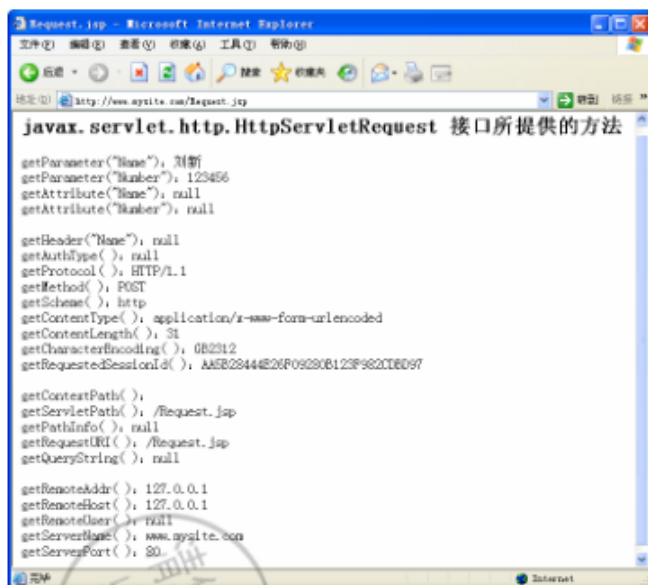 Request.jsp - Microsoft Internet Explorer
文件(F) 编辑(E) 查看(V) 收藏(A) 工具(T) 帮助(H)
后退 搜索 收藏夹
地址(D) http://www.mysite.com/Request.jsp 转到 链接 »
javax.servlet.http.HttpServletRequest 接口所提供的方法
getParameter("Name"): 刘新
getParameter("Number"): 123456
getAttribute("Name"): null
getAttribute("Number"): null
getHeader("Name"): null
getAuthType( ): null
getProtocol( ): HTTP/1.1
getMethod( ): POST
getScheme( ): http
getContentType( ): application/x-www-form-urlencoded
getContentLength( ): 31
getCharacterEncoding( ): GB2312
getRequestedSessionId( ):
getContextPath( ):
getServletPath( ): /Request.jsp
getPathInfo( ): null
getRequestURI( ): /Request.jsp
getQueryString( ): null
getRemoteAddr( ): 127.0.0.1
getRemoteHost( ): 127.0.0.1
getRemoteUser( ): null
getServerName( ): www.mysite.com
getServerPort( ): 80
完毕 Internet